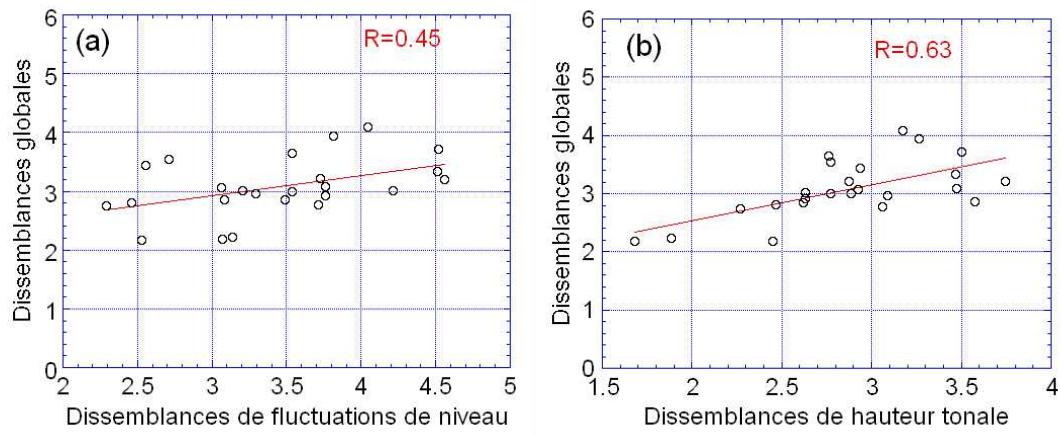 (a)
R=0.45
Dissemblances globales
6
5
4
3
2
1
0
2 2.5 3 3.5 4 4.5 5
Dissemblances de fluctuations de niveau
(b)
R=0.63
Dissemblances globales
6
5
4
3
2
1
0
1.5 2 2.5 3 3.5 4
Dissemblances de hauteur tonale